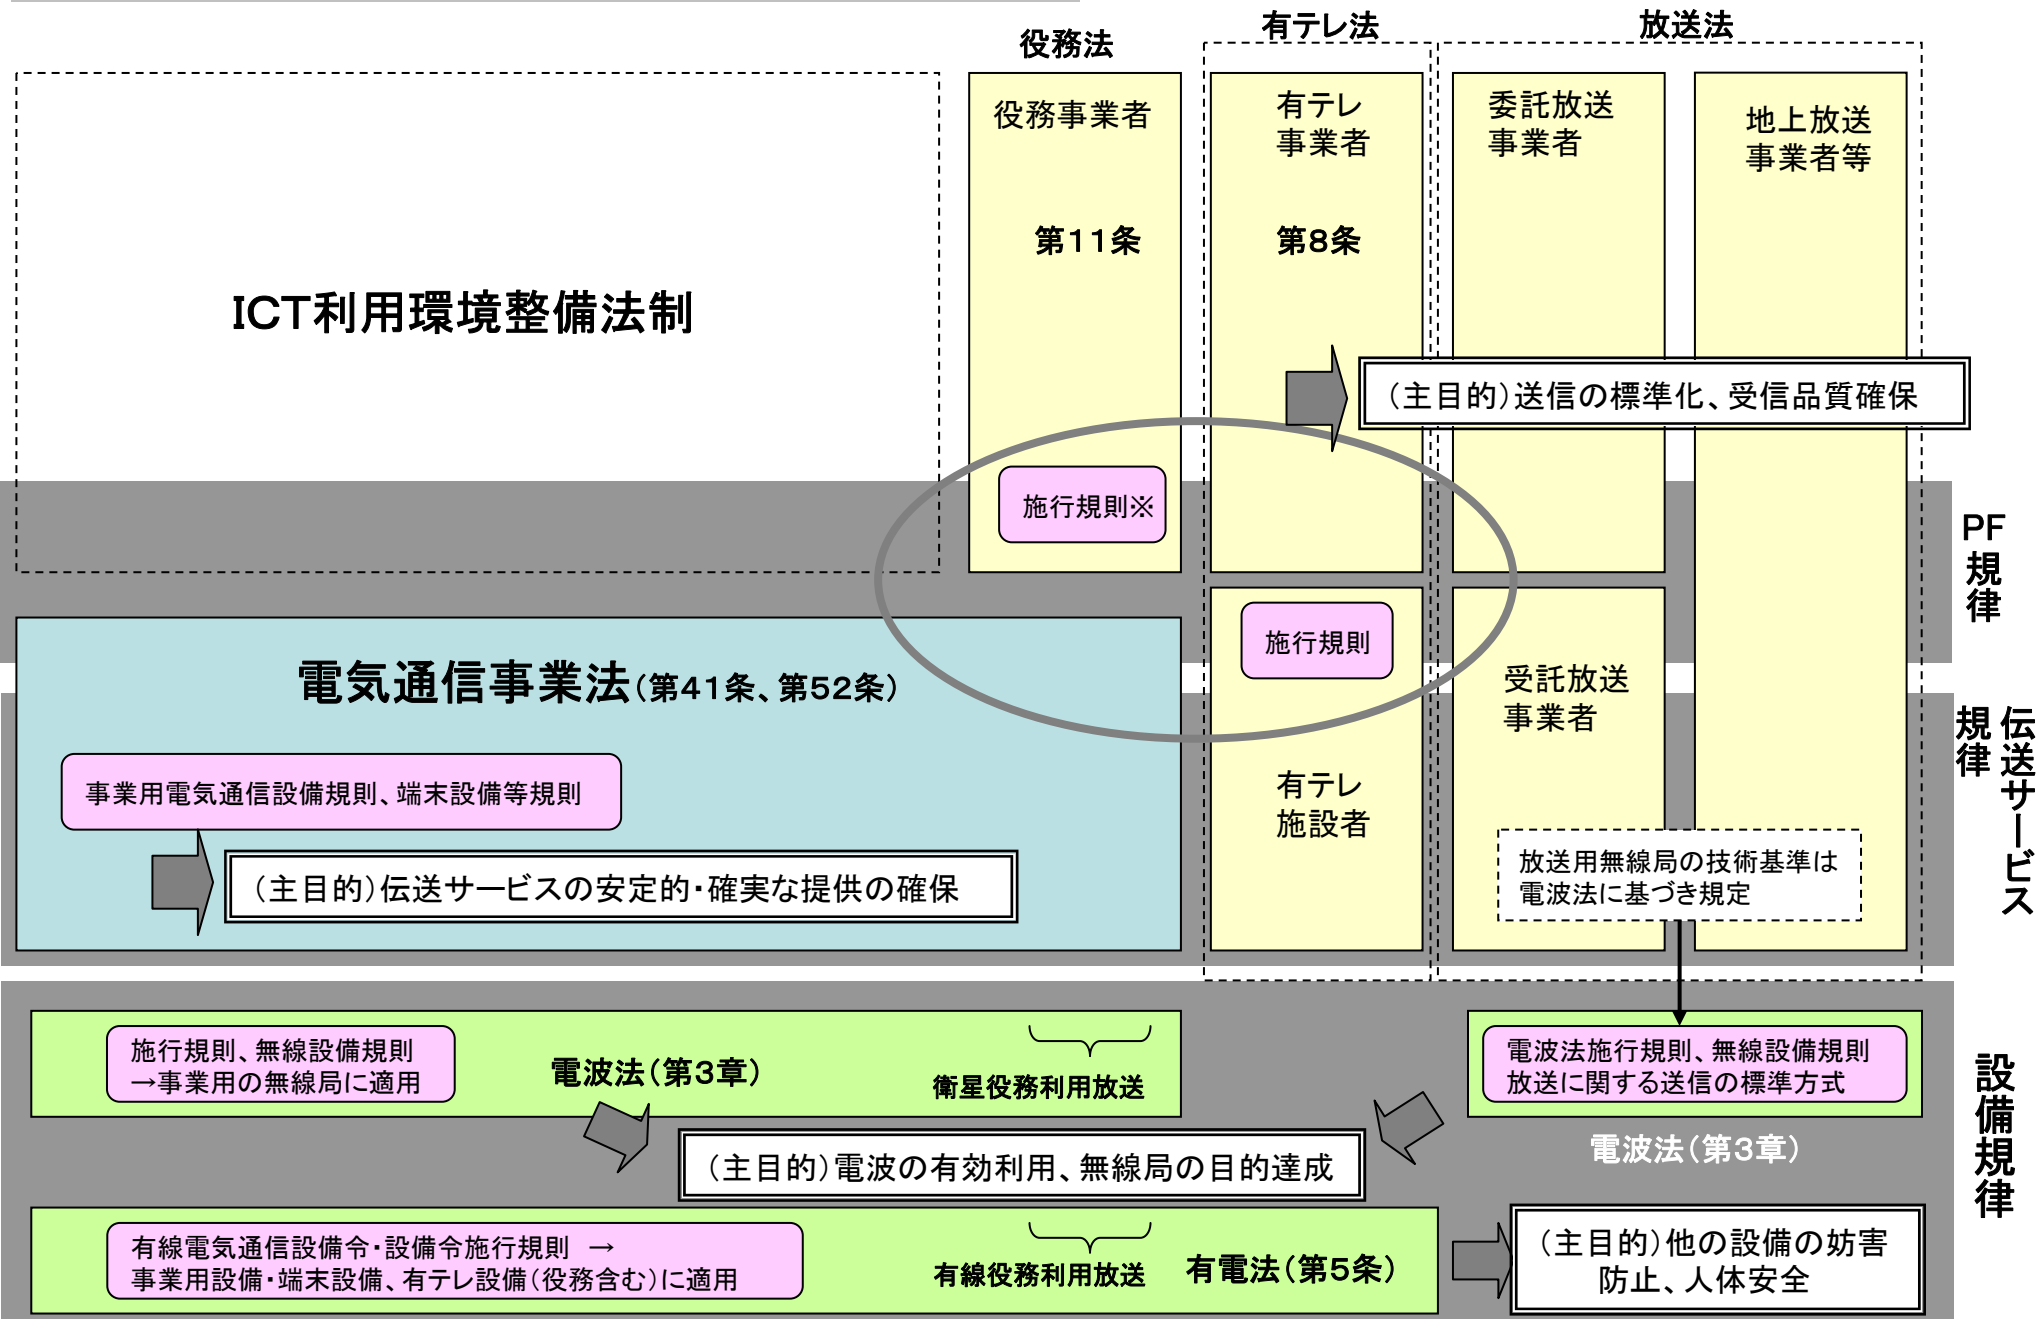 役務法
有テレ法
放送法
役務事業者
有テレ
事業者
委託放送
事業者
地上放送
事業者等
第11条
第8条
ICT利用環境整備法制
（主目的）送信の標準化、受信品質確保
施行規則※
PF
規
律
施行規則
電気通信事業法（第41条、第52条）
受託放送
事業者
伝送サービス
規律
事業用電気通信設備規則、端末設備等規則
有テレ
施設者
（主目的）伝送サービスの安定的・確実な提供の確保
放送用無線局の技術基準は
電波法に基づき規定
施行規則、無線設備規則
→事業用の無線局に適用
電波法（第3章）
衛星役務利用放送
電波法施行規則、無線設備規則
放送に関する送信の標準方式
設備規律
電波法（第3章）
（主目的）電波の有効利用、無線局の目的達成
有線電気通信設備令・設備令施行規則　→
事業用設備・端末設備、有テレ設備（役務含む）に適用
有線役務利用放送
有電法（第5条）
（主目的）他の設備の妨害
防止、人体安全